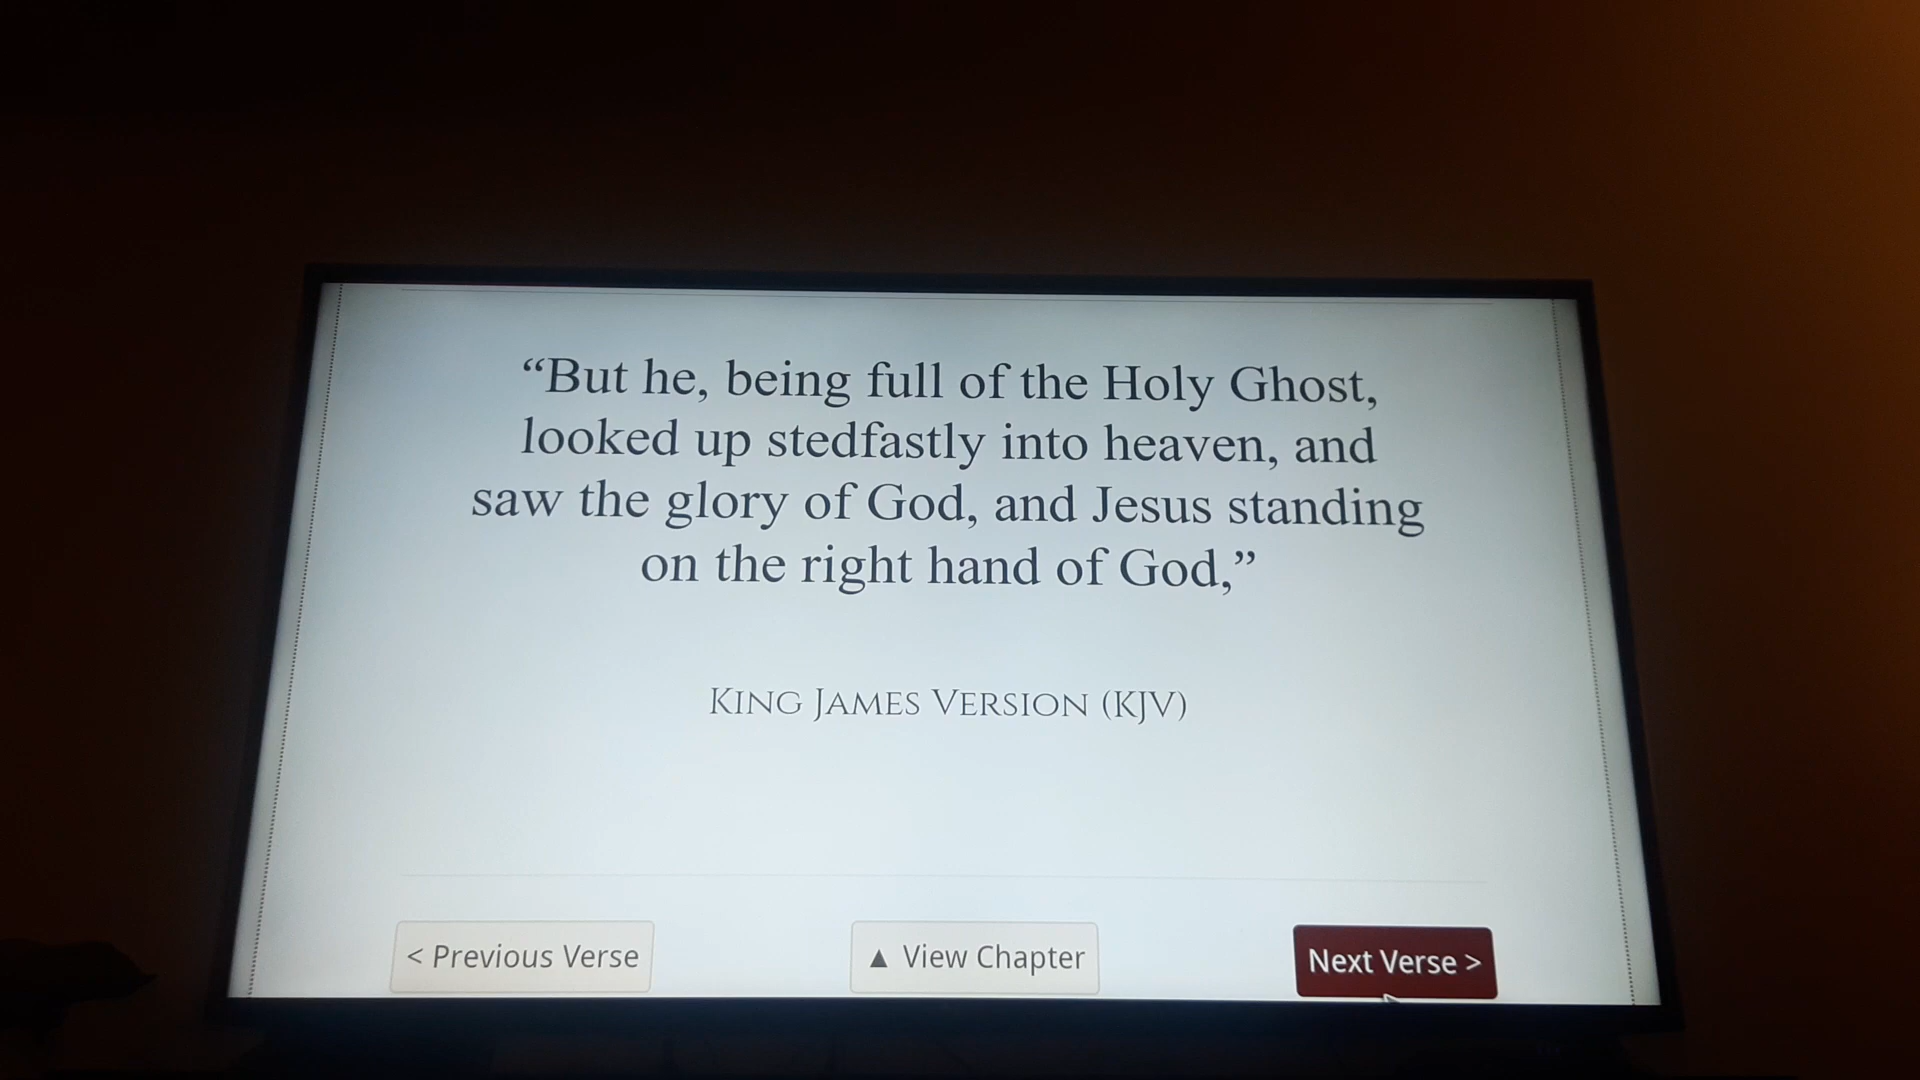 “But he, being full of the Holy Ghost,
looked up stedfastly into heaven, and
saw the glory of God, and Jesus standing
on the right hand of God,”
King James Version (KJV)
< Previous Verse
▲ View Chapter
Next Verse >